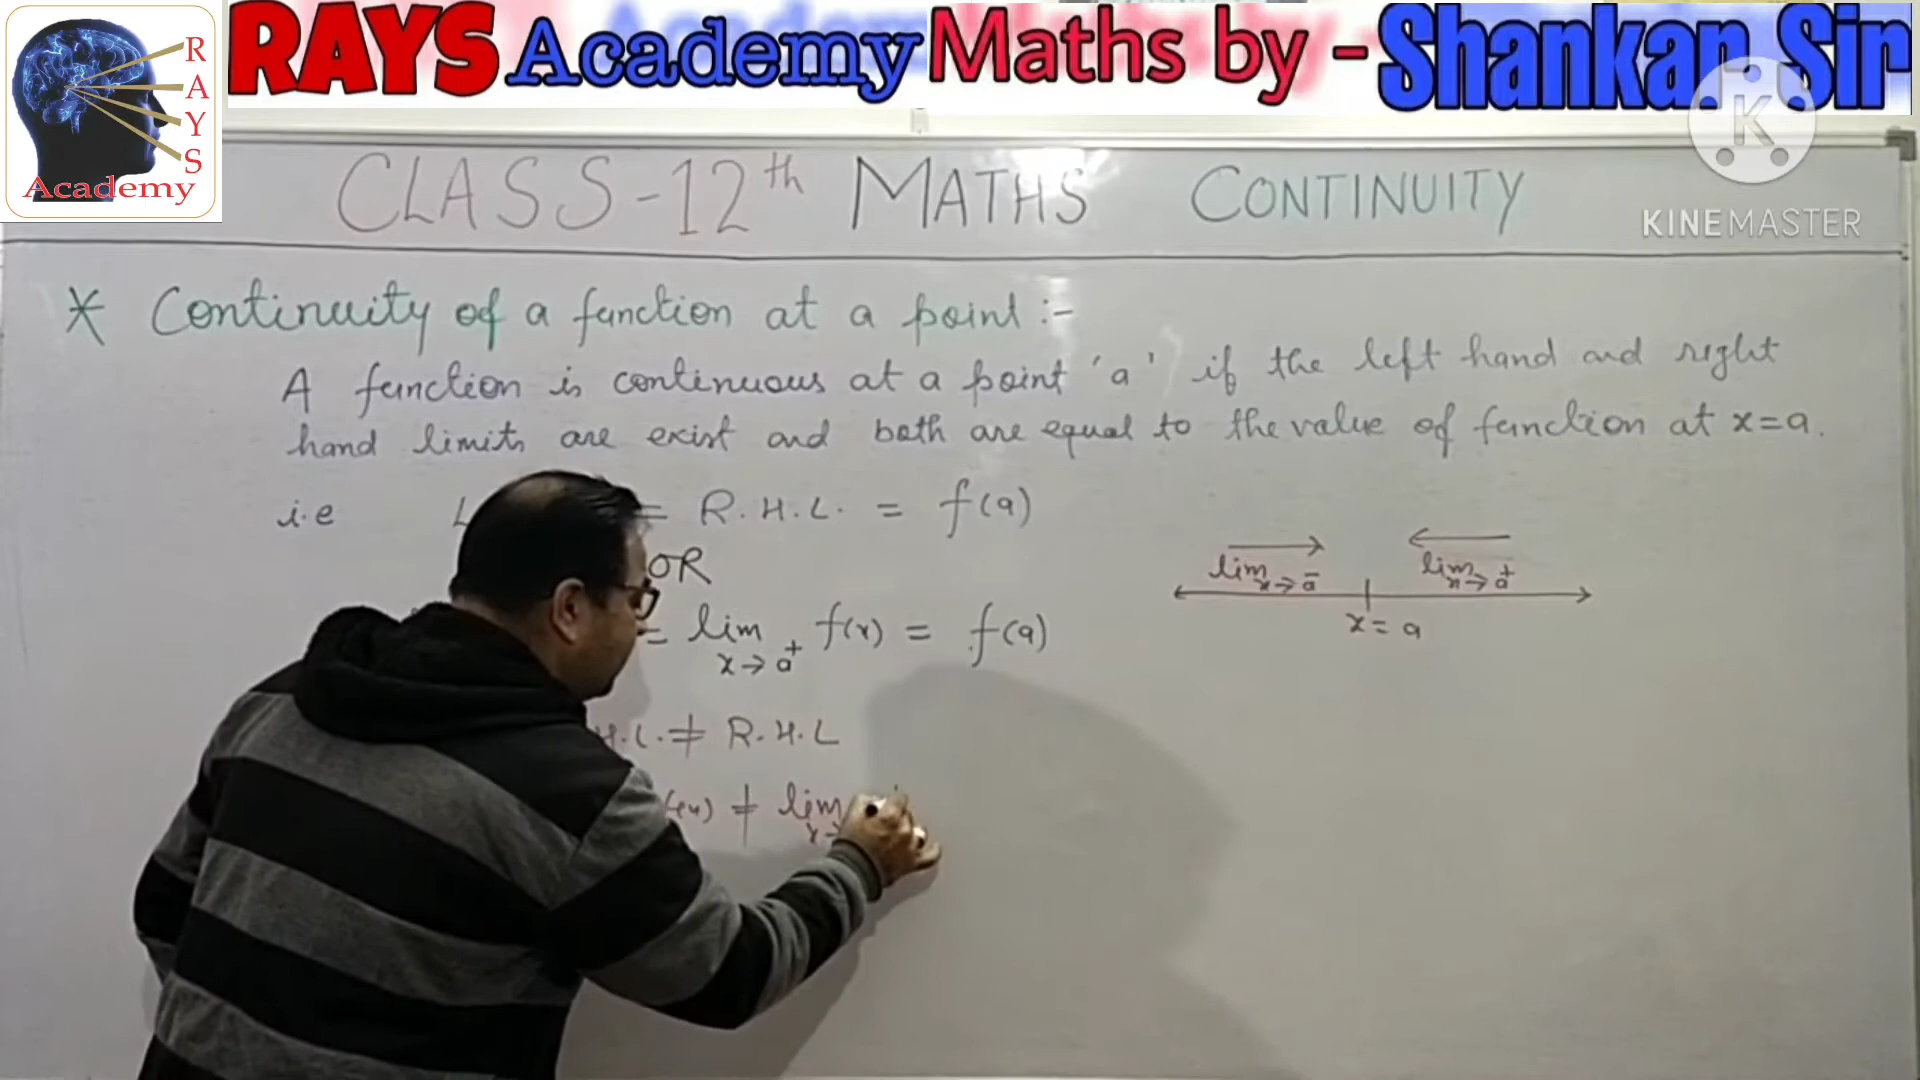 RAYS Academy Maths by - Shankar Sir
RAYS
Academy
K
KINEMASTER
CLASS-12th MATHS CONTINUITY
* Continuity of a function at a point :-
A function is continuous at a point 'a' if the left hand and right
hand limits are exist and both are equal to the value of function at x=a.
i.e L = R.H.L. = f(a)
OR
= lim x→a⁺ f(x) = f(a)
H.L. ≠ R.H.L
≠ lim
lim x→a⁻ lim x→a⁺
x = a